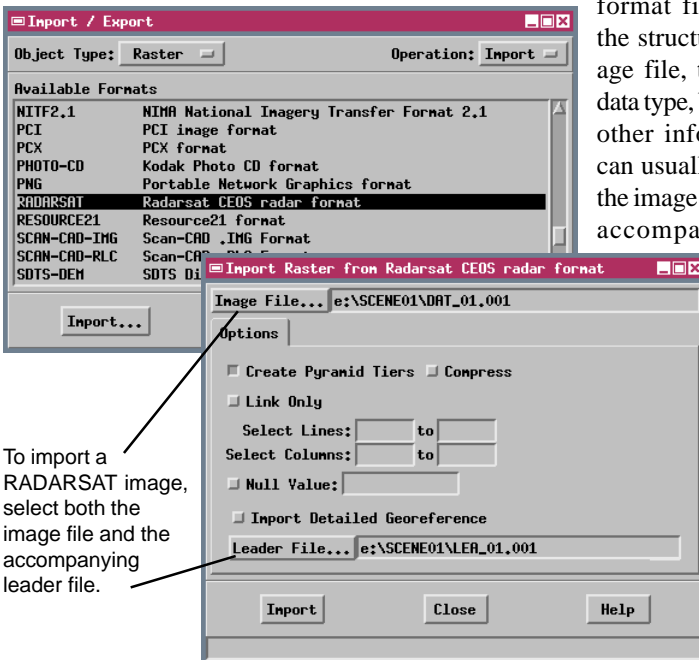 Import / Export
Object Type: Raster Operation: Import
Available Formats
NITF2.1 NIMA National Imagery Transfer Format 2.1
PCI PCI image format
PCX PCX format
PHOTO-CD Kodak Photo CD format
PNG Portable Network Graphics format
RADARSAT Radarsat CEOS radar format
RESOURCE21 Resource21 format
SCAN-CAD-IMG Scan-CAD .IMG Format
SCAN-CAD-RLC Scan-CAD
SDTS-DEM SDTS
Import...
format
the
age file,
data type,
other
can
the image
Import Raster from Radarsat CEOS radar format
Image File... e:\SCENE01\DAT_01.001
Options
Create Pyramid Tiers Compress
Link Only
Select Lines: to
Select Columns: to
Null Value:
Import Detailed Georeference
Leader File... e:\SCENE01\LEA_01.001
Import Close Help
To import a
RADARSAT image,
select both the
image file and the
accompanying
leader file.